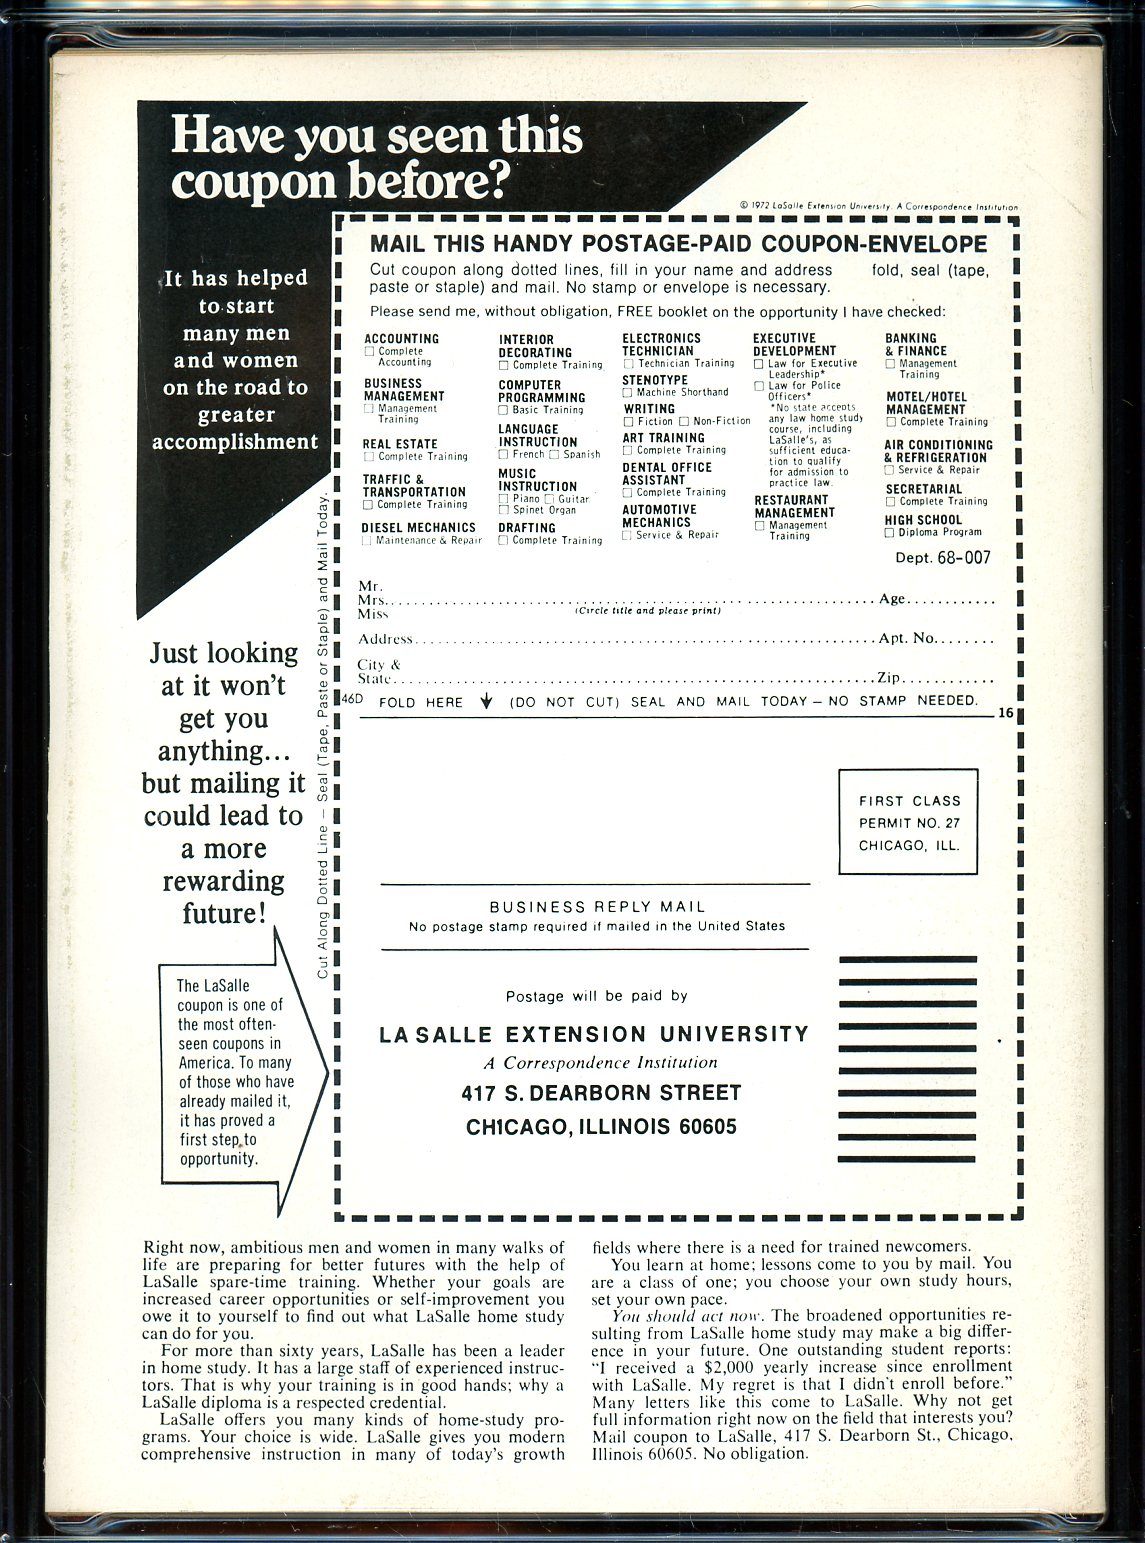 Have you seen this
coupon before?
© 1972 LaSalle Extension University. A Correspondence Institution
It has helped
to start
many men
and women
on the road to
greater
accomplishment
Just looking
at it won't
get you
anything...
but mailing it
could lead to
a more
rewarding
future!
The LaSalle
coupon is one of
the most often-
seen coupons in
America. To many
of those who have
already mailed it,
it has proved a
first step to
opportunity.
Cut Along Dotted Line — Seal (Tape, Paste or Staple) and Mail Today.
MAIL THIS HANDY POSTAGE-PAID COUPON-ENVELOPE
Cut coupon along dotted lines, fill in your name and address fold, seal (tape,
paste or staple) and mail. No stamp or envelope is necessary.
Please send me, without obligation, FREE booklet on the opportunity I have checked:
ACCOUNTING
☐ Complete
Accounting
BUSINESS
MANAGEMENT
☐ Management
Training
REAL ESTATE
☐ Complete Training
TRAFFIC &
TRANSPORTATION
☐ Complete Training
DIESEL MECHANICS
☐ Maintenance & Repair
INTERIOR
DECORATING
☐ Complete Training
COMPUTER
PROGRAMMING
☐ Basic Training
LANGUAGE
INSTRUCTION
☐ French ☐ Spanish
MUSIC
INSTRUCTION
☐ Piano ☐ Guitar
☐ Spinet Organ
DRAFTING
☐ Complete Training
ELECTRONICS
TECHNICIAN
☐ Technician Training
STENOTYPE
☐ Machine Shorthand
WRITING
☐ Fiction ☐ Non-Fiction
ART TRAINING
☐ Complete Training
DENTAL OFFICE
ASSISTANT
☐ Complete Training
AUTOMOTIVE
MECHANICS
☐ Service & Repair
EXECUTIVE
DEVELOPMENT
☐ Law for Executive
Leadership*
☐ Law for Police
Officers*
*No state accepts
any law home study
course, including
LaSalle's, as
sufficient educa-
tion to qualify
for admission to
practice law.
RESTAURANT
MANAGEMENT
☐ Management
Training
BANKING
& FINANCE
☐ Management
Training
MOTEL/HOTEL
MANAGEMENT
☐ Complete Training
AIR CONDITIONING
& REFRIGERATION
☐ Service & Repair
SECRETARIAL
☐ Complete Training
HIGH SCHOOL
☐ Diploma Program
Dept. 68-007
Mr.
Mrs. Age
Miss (Circle title and please print)
Address Apt. No.
City &
State Zip
46D FOLD HERE ↓ (DO NOT CUT) SEAL AND MAIL TODAY — NO STAMP NEEDED.
16
FIRST CLASS
PERMIT NO. 27
CHICAGO, ILL.
BUSINESS REPLY MAIL
No postage stamp required if mailed in the United States
Postage will be paid by
LA SALLE EXTENSION UNIVERSITY
A Correspondence Institution
417 S. DEARBORN STREET
CHICAGO, ILLINOIS 60605
Right now, ambitious men and women in many walks of
life are preparing for better futures with the help of
LaSalle spare-time training. Whether your goals are
increased career opportunities or self-improvement you
owe it to yourself to find out what LaSalle home study
can do for you.
For more than sixty years, LaSalle has been a leader
in home study. It has a large staff of experienced instruc-
tors. That is why your training is in good hands; why a
LaSalle diploma is a respected credential.
LaSalle offers you many kinds of home-study pro-
grams. Your choice is wide. LaSalle gives you modern
comprehensive instruction in many of today's growth
fields where there is a need for trained newcomers.
You learn at home; lessons come to you by mail. You
are a class of one; you choose your own study hours,
set your own pace.
You should act now. The broadened opportunities re-
sulting from LaSalle home study may make a big differ-
ence in your future. One outstanding student reports:
"I received a $2,000 yearly increase since enrollment
with LaSalle. My regret is that I didn't enroll before."
Many letters like this come to LaSalle. Why not get
full information right now on the field that interests you?
Mail coupon to LaSalle, 417 S. Dearborn St., Chicago,
Illinois 60605. No obligation.